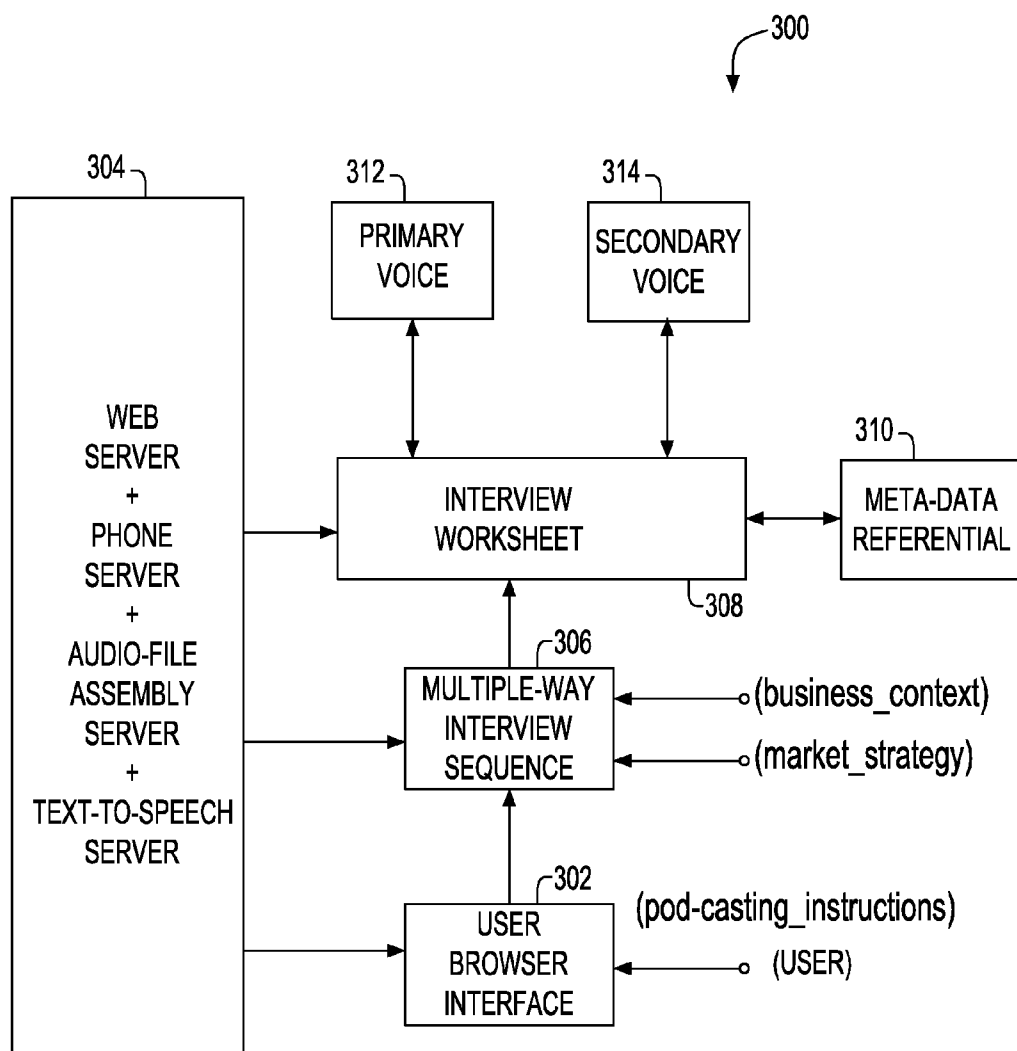 300
304
312
314
PRIMARY
VOICE
SECONDARY
VOICE
WEB
SERVER
+
PHONE
SERVER
+
AUDIO-FILE
ASSEMBLY
SERVER
+
TEXT-TO-SPEECH
SERVER
310
INTERVIEW
WORKSHEET
META-DATA
REFERENTIAL
308
306
MULTIPLE-WAY
INTERVIEW
SEQUENCE
(business_context)
(market_strategy)
302
USER
BROWSER
INTERFACE
(pod-casting_instructions)
(USER)